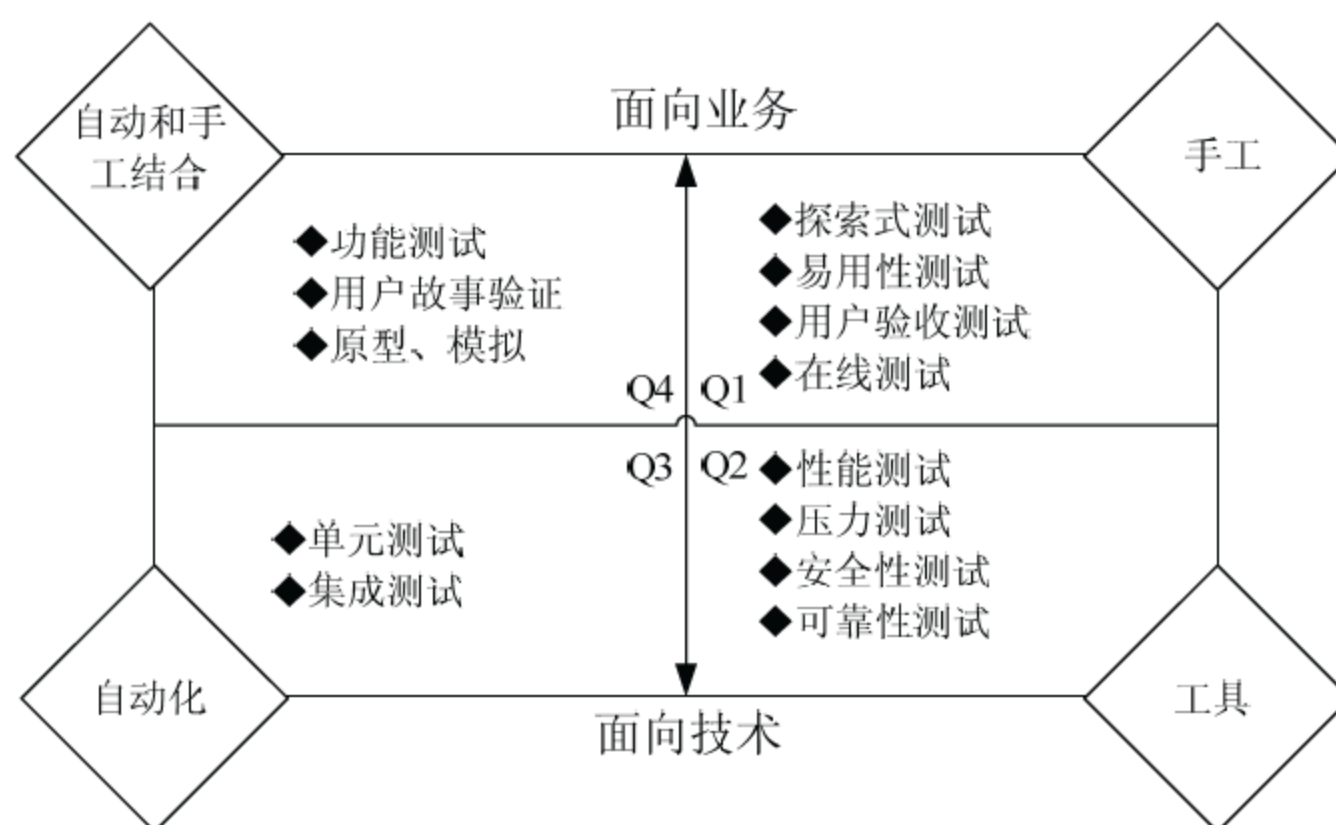 面向业务
自动和手
工结合
手工
◆功能测试
◆用户故事验证
◆原型、模拟
◆探索式测试
◆易用性测试
◆用户验收测试
◆在线测试
Q4
Q1
Q3
Q2
◆单元测试
◆集成测试
◆性能测试
◆压力测试
◆安全性测试
◆可靠性测试
自动化
工具
面向技术